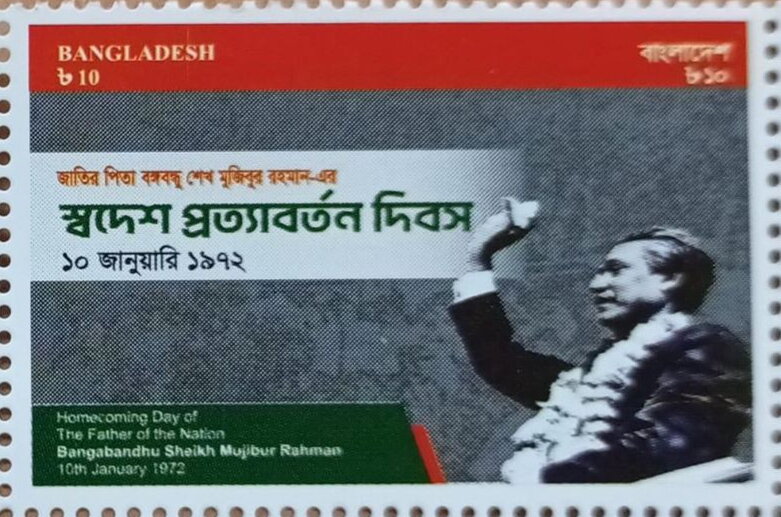 BANGLADESH
৳ 10
বাংলাদেশ
৳ ১০
জাতির পিতা বঙ্গবন্ধু শেখ মুজিবুর রহমান-এর
স্বদেশ প্রত্যাবর্তন দিবস
১০ জানুয়ারি ১৯৭২
Homecoming Day of
The Father of the Nation
Bangabandhu Sheikh Mujibur Rahman
10th January 1972